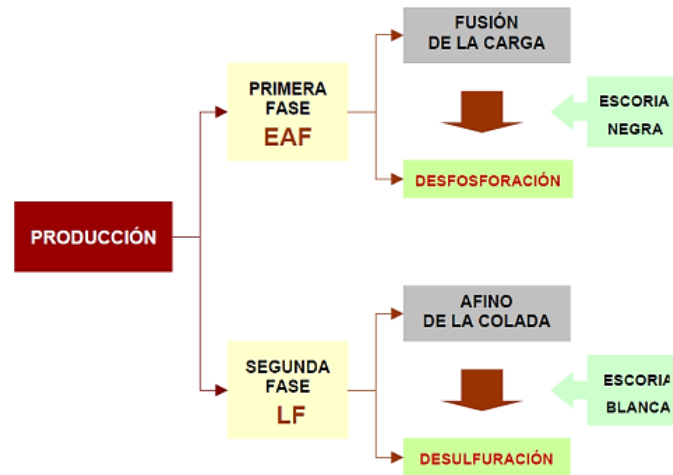 PRODUCCIÓN
PRIMERA
FASE
EAF
FUSIÓN
DE LA CARGA
ESCORIA
NEGRA
DESFOSFORACIÓN
SEGUNDA
FASE
LF
AFINO
DE LA COLADA
ESCORIA
BLANCA
DESULFURACIÓN